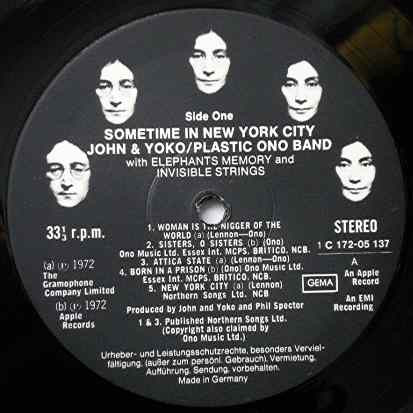 Side One
SOMETIME IN NEW YORK CITY
JOHN & YOKO/PLASTIC ONO BAND
with ELEPHANTS MEMORY and
INVISIBLE STRINGS
33⅓ r.p.m.
STEREO
1 C 172-05 137
1. WOMAN IS THE NIGGER OF THE
WORLD (a) (Lennon—Ono)
2. SISTERS, O SISTERS (b) (Ono)
Ono Music Ltd. Essex Int. MCPS. BRITICO. NCB.
3. ATTICA STATE (a) (Lennon—Ono)
4. BORN IN A PRISON (b) (Ono) Ono Music Ltd.
Essex Int. MCPS. BRITICO. NCB.
5. NEW YORK CITY (a) (Lennon)
Northern Songs Ltd. NCB
(a) ℗ 1972
The
Gramophone
Company Limited
(b) ℗ 1972
Apple
Records
GEMA
A
An Apple
Record
An EMI
Recording
Produced by John and Yoko and Phil Spector
1 & 3. Published Northern Songs Ltd.
(Copyright also claimed by
Ono Music Ltd.)
Urheber- und Leistungsschutzrechte, besonders Verviel-
fältigung. (außer zum persönl. Gebrauch). Vermietung,
Aufführung. Sendung, vorbehalten.
Made in Germany